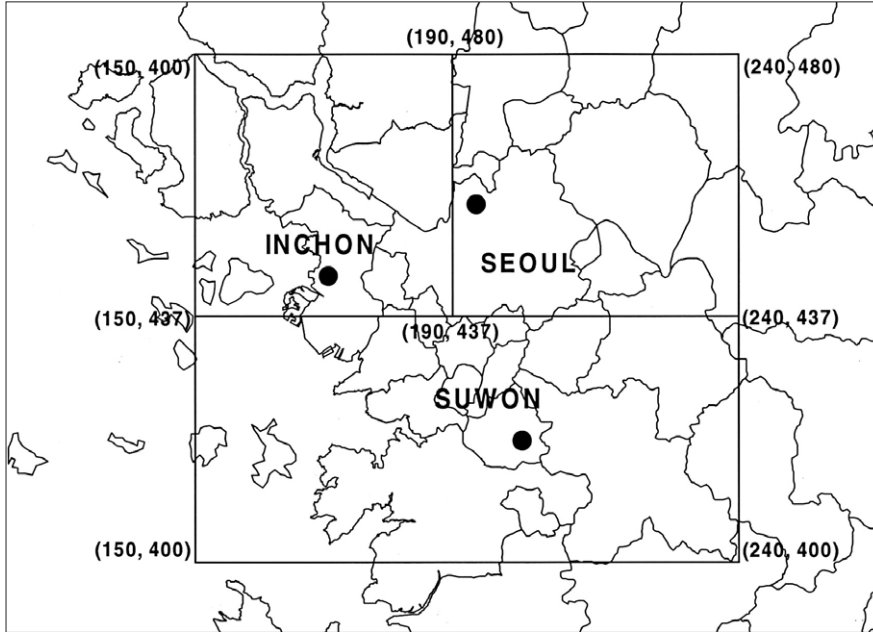 (190, 480)
(150, 400)
(240, 480)
INCHON
SEOUL
(150, 437)
(190, 437)
(240, 437)
SUWON
(150, 400)
(240, 400)